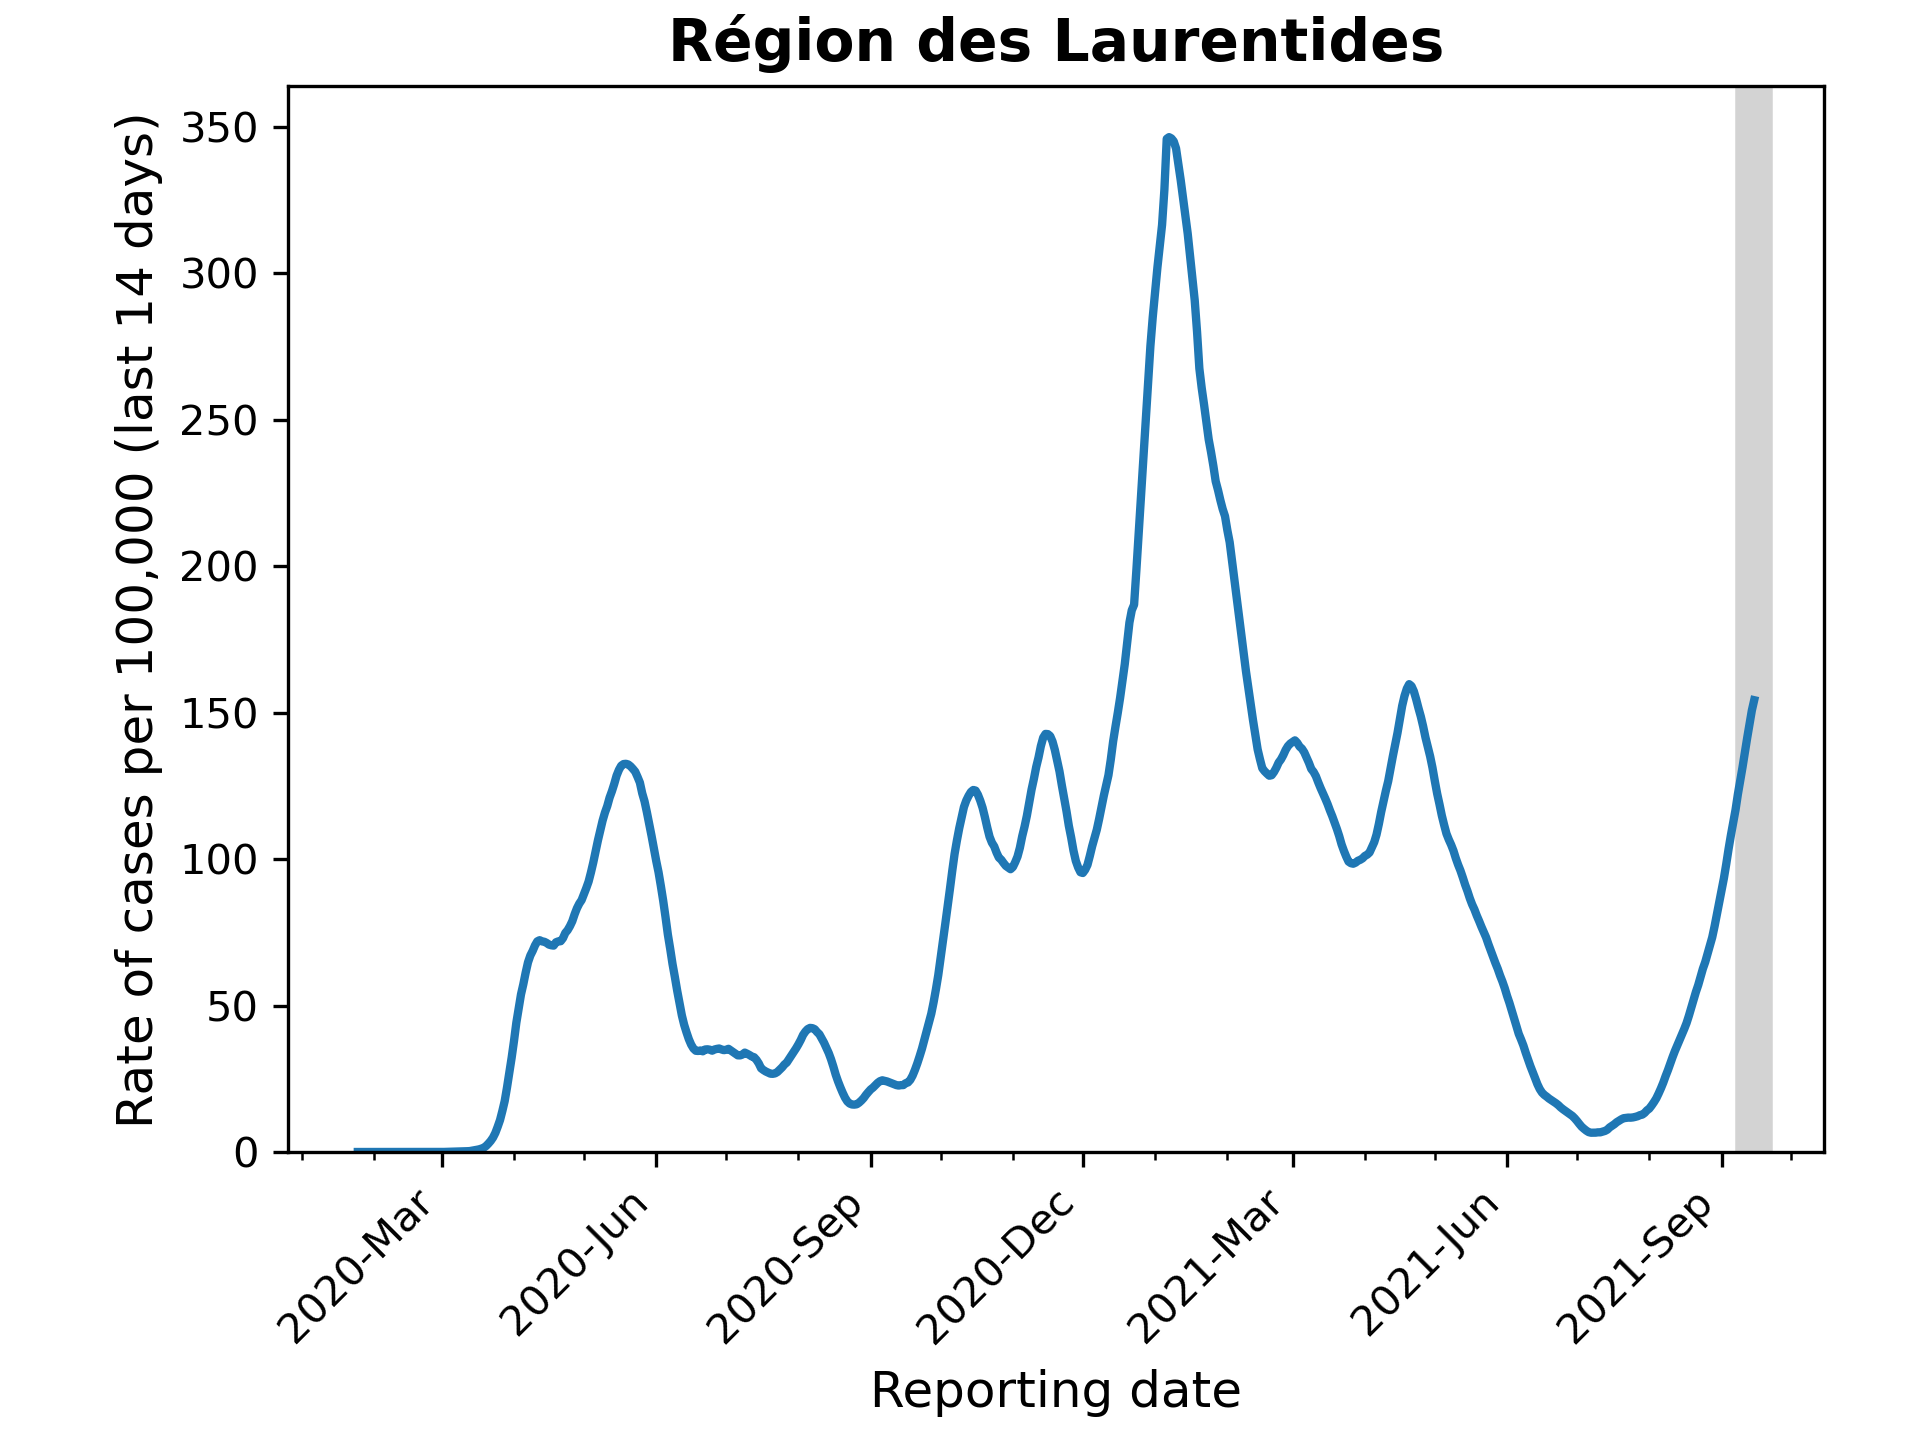 Région des Laurentides
Rate of cases per 100,000 (last 14 days)
350
300
250
200
150
100
50
0
2020-Mar
2020-Jun
2020-Sep
2020-Dec
2021-Mar
2021-Jun
2021-Sep
Reporting date